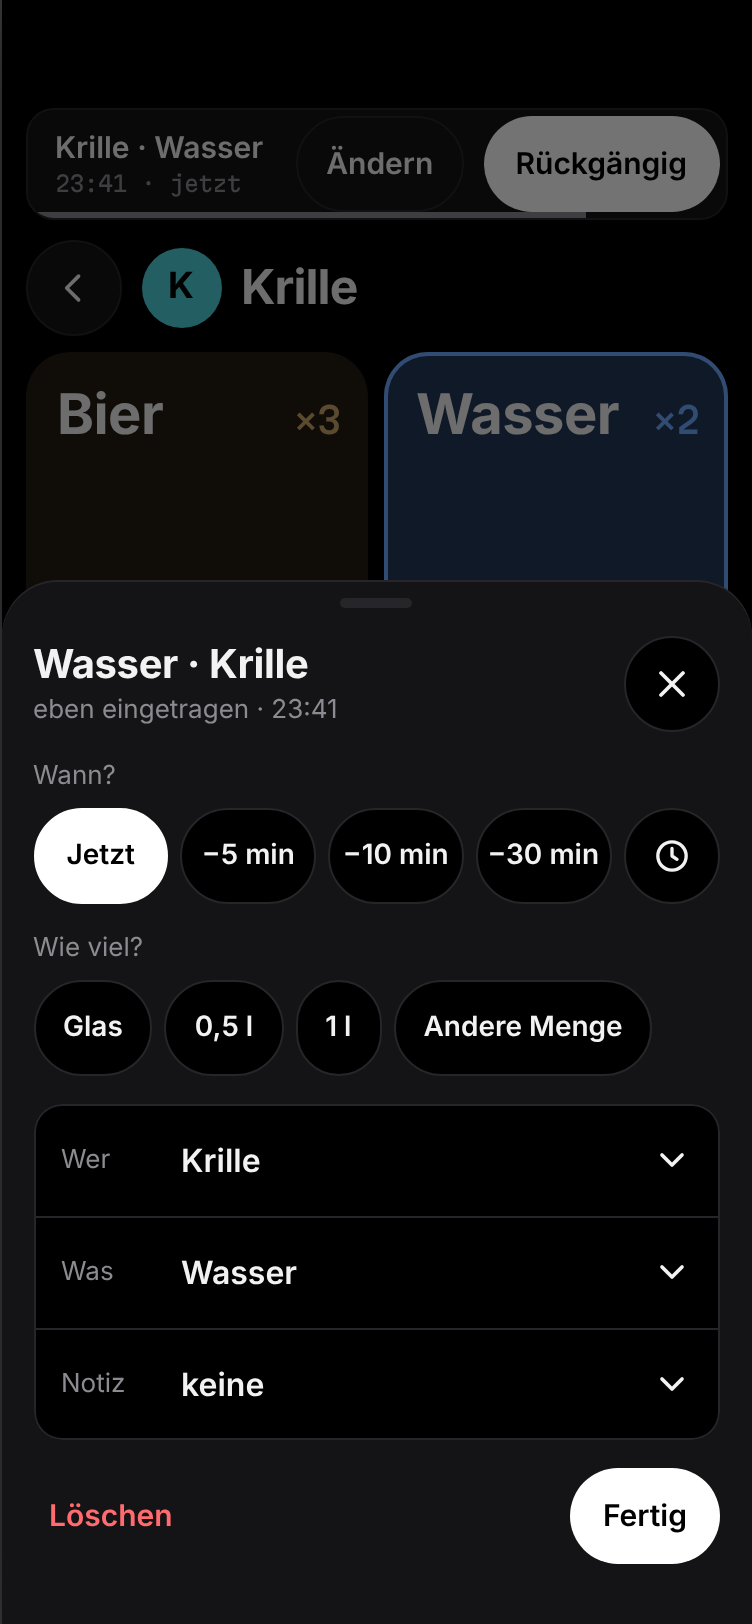 Krille · Wasser
23:41 · jetzt
Ändern
Rückgängig
K
Krille
Bier
×3
Wasser
×2
Wasser · Krille
eben eingetragen · 23:41
Wann?
Jetzt
−5 min
−10 min
−30 min
Wie viel?
Glas
0,5 l
1 l
Andere Menge
Wer
Krille
Was
Wasser
Notiz
keine
Löschen
Fertig